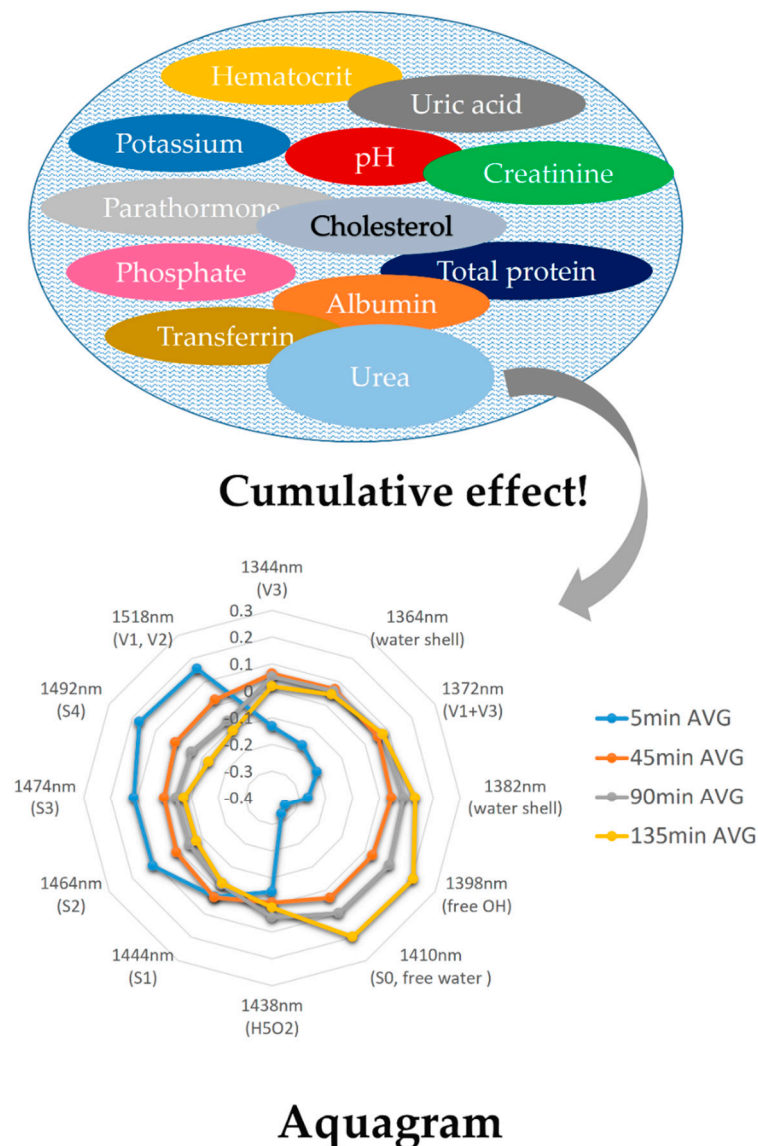 Hematocrit
Uric acid
Potassium
pH
Creatinine
Parathormone
Cholesterol
Phosphate
Total protein
Albumin
Transferrin
Urea
Cumulative effect!
1344nm
(V3)
1518nm
(V1, V2)
1364nm
(water shell)
0.3
0.2
0.1
0
-0.1
-0.2
-0.3
-0.4
1492nm
(S4)
1372nm
(V1+V3)
1474nm
(S3)
1382nm
(water shell)
5min AVG
45min AVG
90min AVG
135min AVG
1464nm
(S2)
1398nm
(free OH)
1444nm
(S1)
1410nm
(S0, free water )
1438nm
(H5O2)
Aquagram